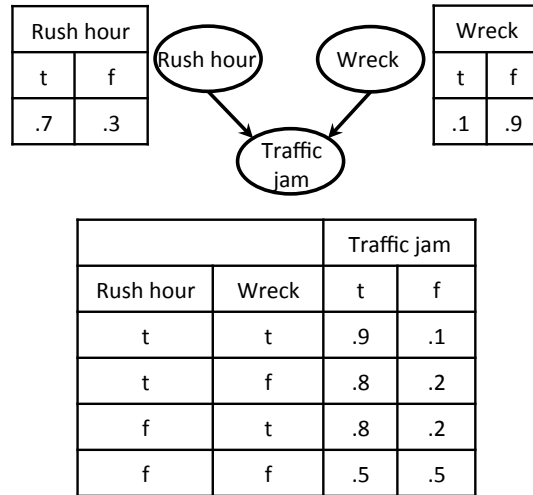 Rush hour
t f
.7 .3
Rush hour
Wreck
Wreck
t f
.1 .9
Traffic
jam
Traffic jam
Rush hour Wreck t f
t t .9 .1
t f .8 .2
f t .8 .2
f f .5 .5